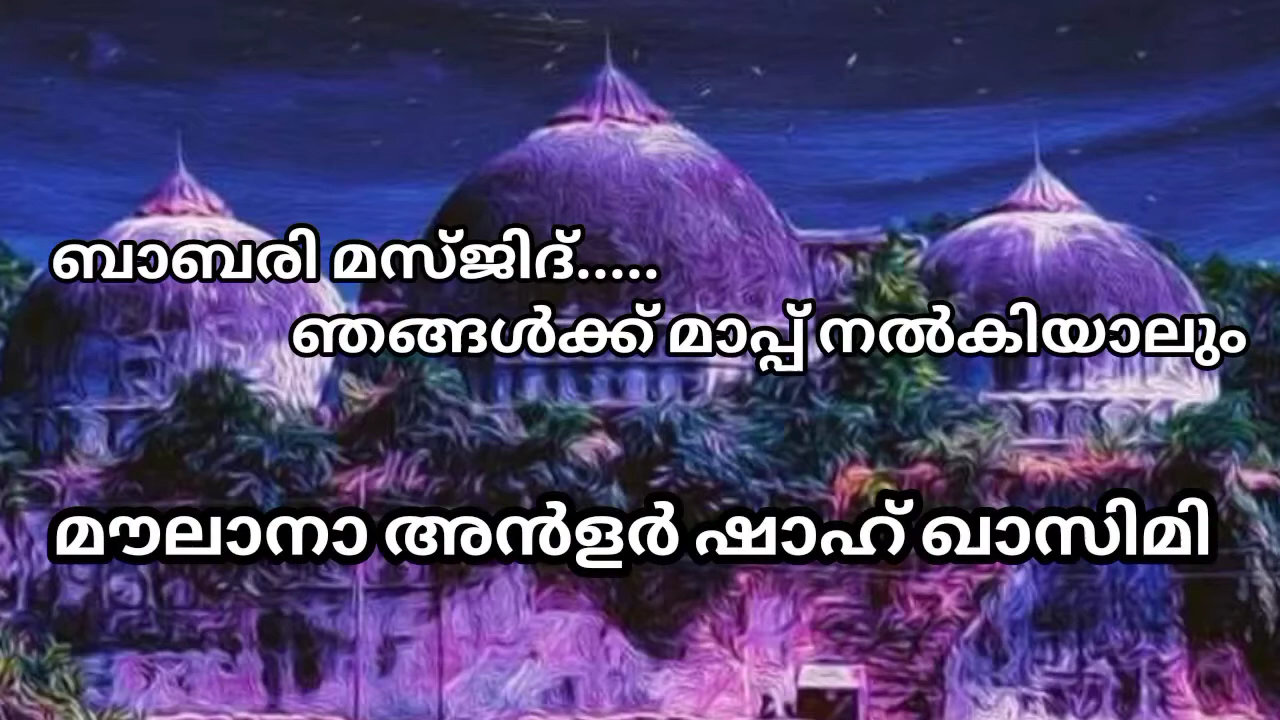 ബാബരി മസ്ജിദ്.....
ഞങ്ങൾക്ക് മാപ്പ് നൽകിയാലും
മൗലാനാ അൻളർ ഷാഹ് ഖാസിമി